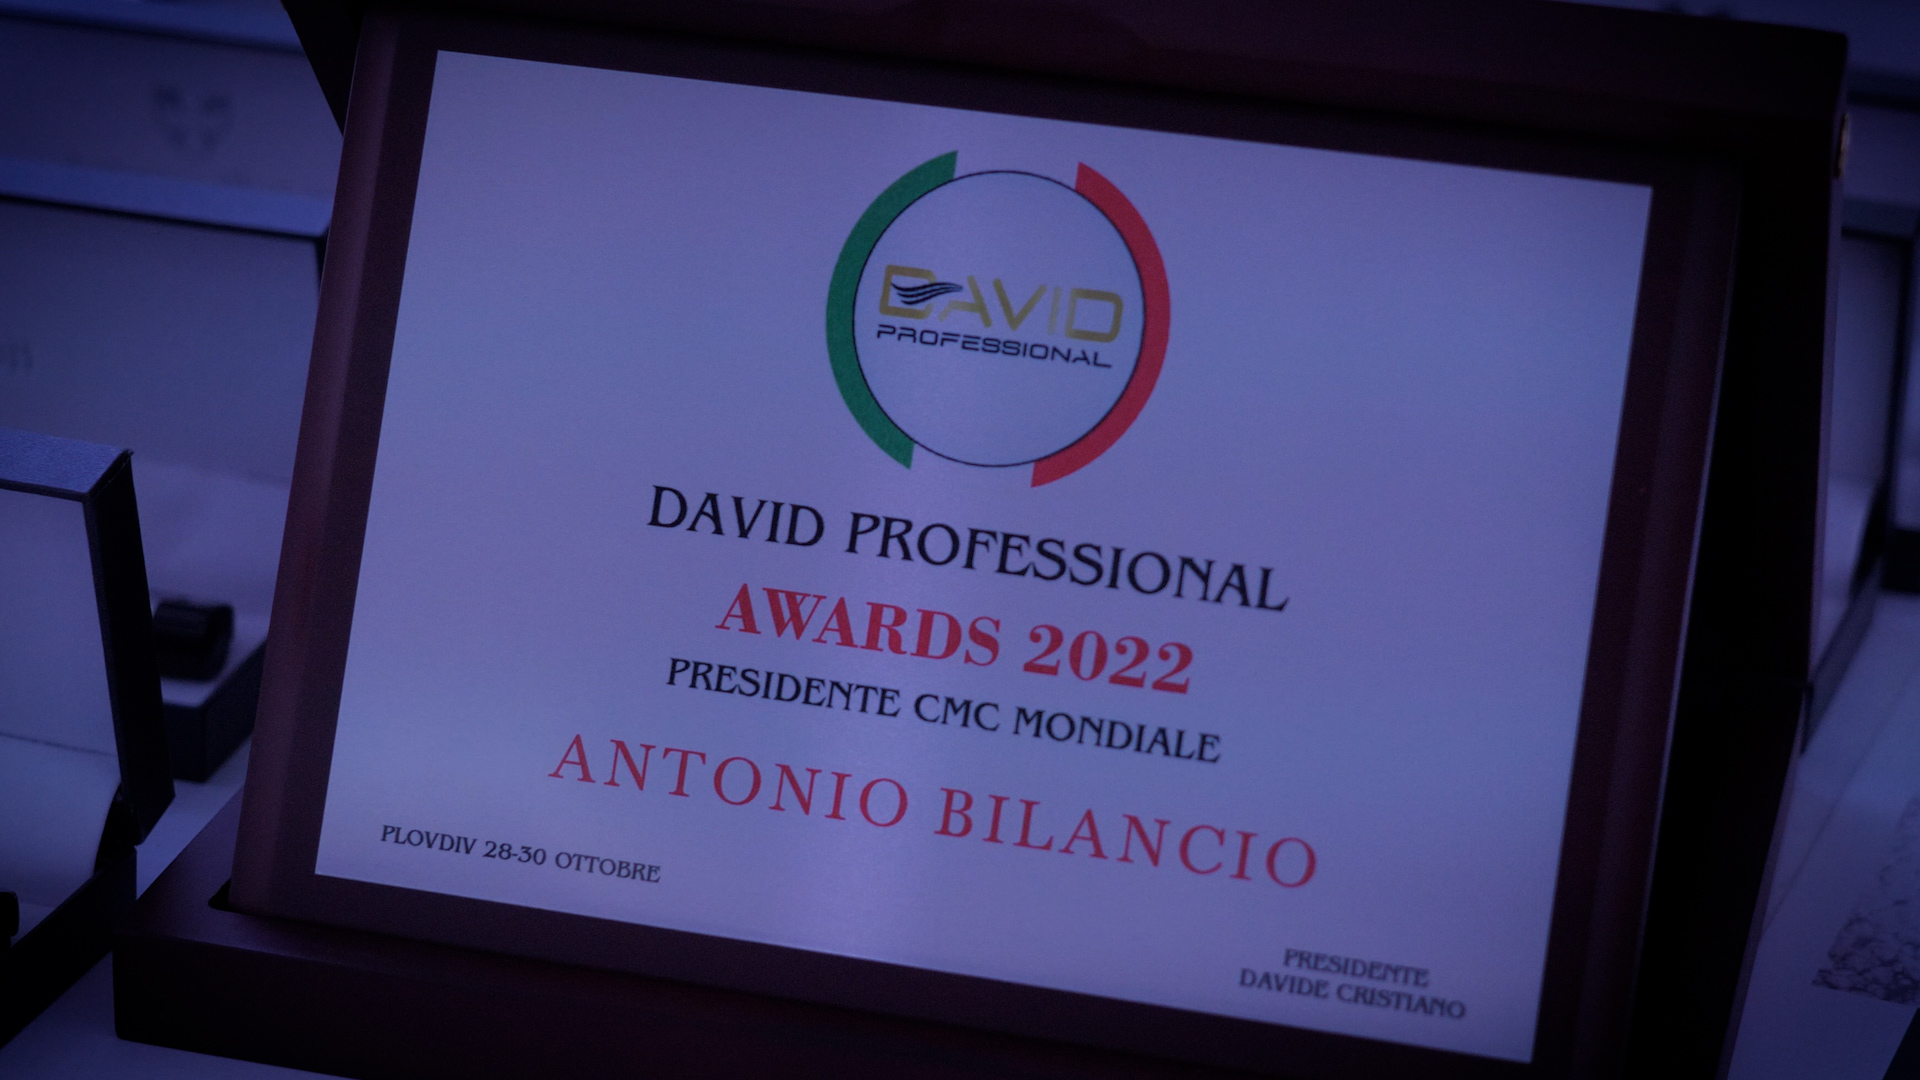 DAVID
PROFESSIONAL
DAVID PROFESSIONAL
AWARDS 2022
PRESIDENTE CMC MONDIALE
ANTONIO BILANCIO
PLOVDIV 28-30 OTTOBRE
PRESIDENTE
DAVIDE CRISTIANO